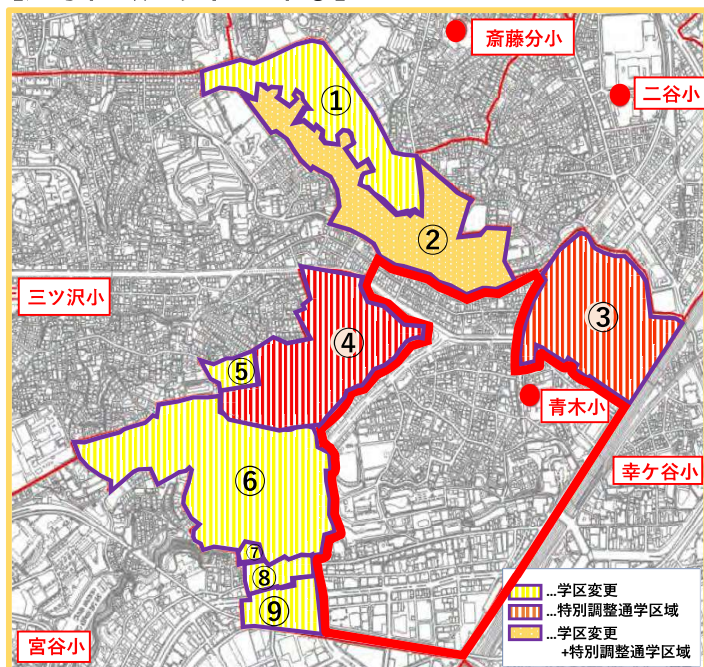 斎藤分小
二谷小
①
②
三ツ沢小
③
④
⑤
青木小
⑥
幸ケ谷小
⑦
⑧
⑨
宮谷小
...学区変更
...特別調整通学区域
...学区変更
+特別調整通学区域